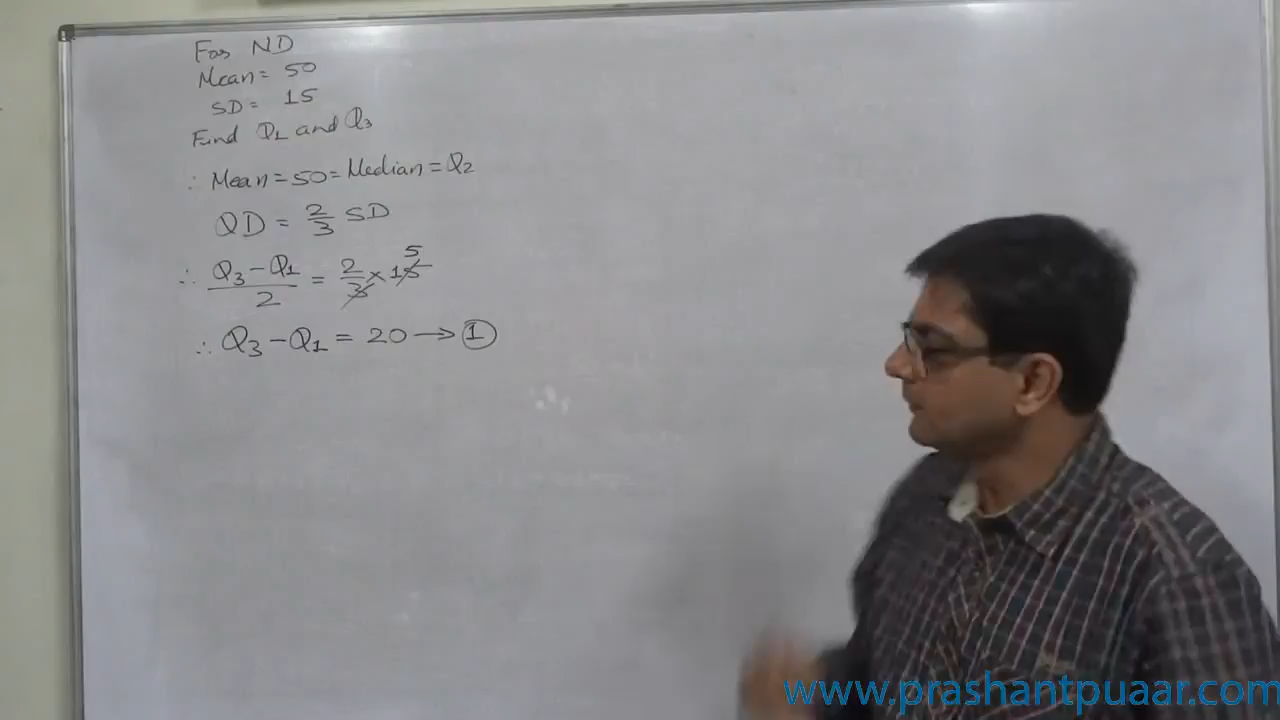 For ND
Mean = 50
SD = 15
Find Q1 and Q3
∴ Mean = 50 = Median = Q2
QD = 2/3 SD
∴ (Q3 - Q1)/2 = 2/3 × 15 5
∴ Q3 - Q1 = 20 → ①
www.prashantpuaar.com